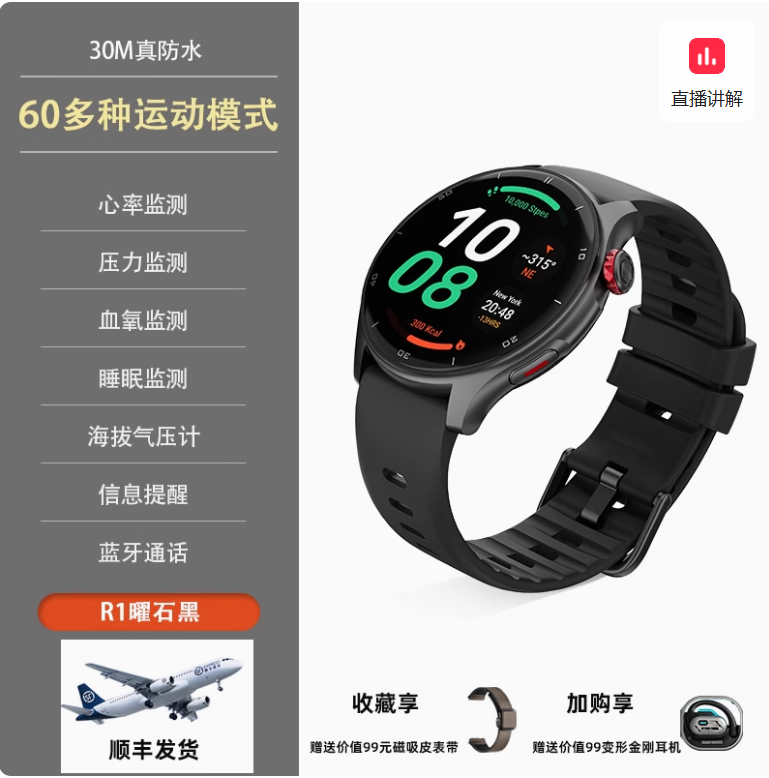 30M真防水
60多种运动模式
心率监测
压力监测
血氧监测
睡眠监测
海拔气压计
信息提醒
蓝牙通话
R1曜石黑
顺丰发货
直播讲解
50
10,000 Stpes
10
10
~315°
NE
08
New York
20:48
-13HRS
40
300 Kcal
20
30
收藏享
赠送价值99元磁吸皮表带
加购享
赠送价值99变形金刚耳机